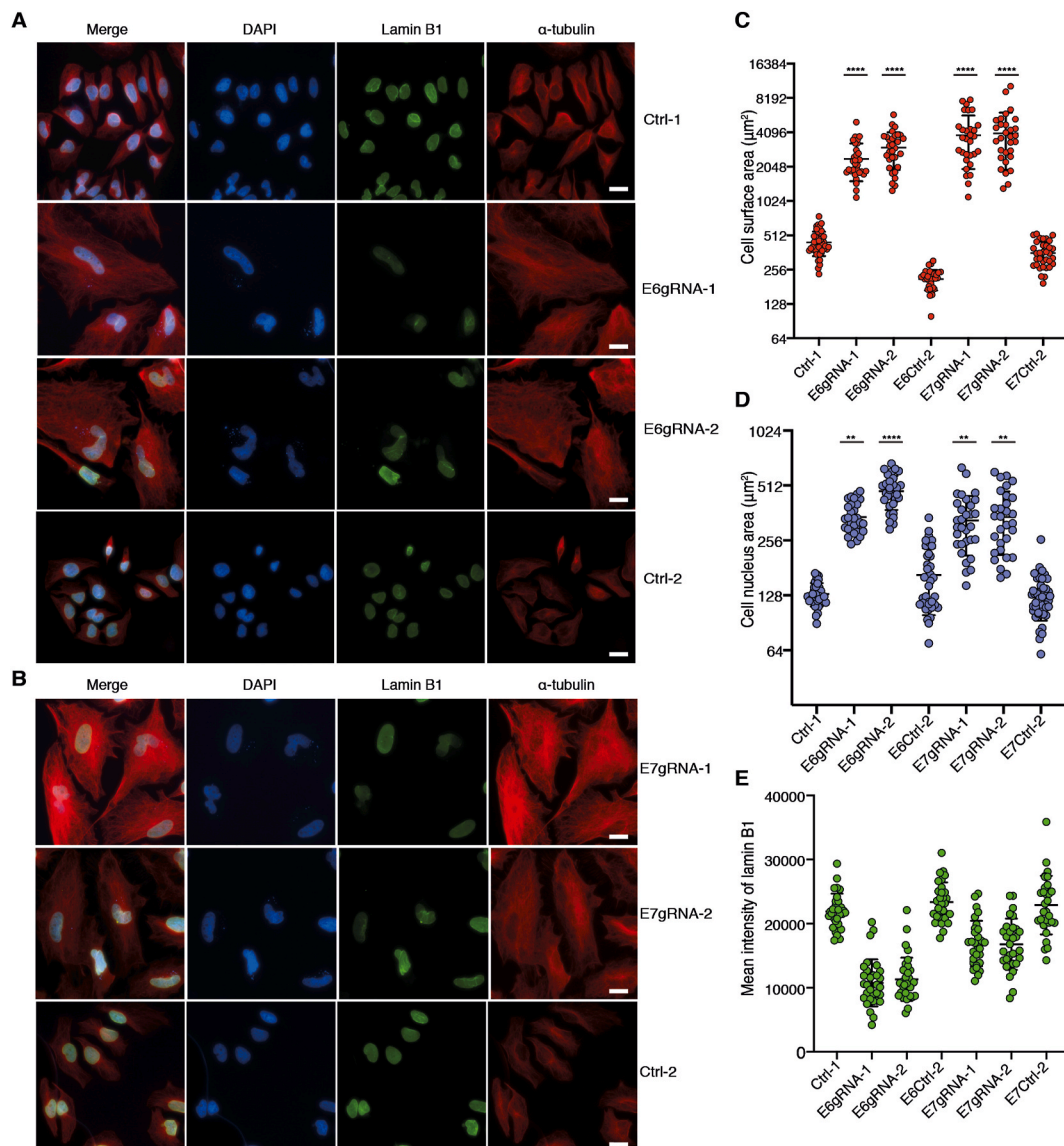 A
Merge DAPI Lamin B1 α-tubulin
Ctrl-1
E6gRNA-1
E6gRNA-2
Ctrl-2
B
Merge DAPI Lamin B1 α-tubulin
E7gRNA-1
E7gRNA-2
Ctrl-2
C
Cell surface area (µm²)
16384
8192
4096
2048
1024
512
256
128
64
**** **** **** ****
Ctrl-1 E6gRNA-1 E6gRNA-2 E6Ctrl-2 E7gRNA-1 E7gRNA-2 E7Ctrl-2
D
Cell nucleus area (µm²)
1024
512
256
128
64
** **** ** **
Ctrl-1 E6gRNA-1 E6gRNA-2 E6Ctrl-2 E7gRNA-1 E7gRNA-2 E7Ctrl-2
E
Mean intensity of lamin B1
40000
30000
20000
10000
0
Ctrl-1 E6gRNA-1 E6gRNA-2 E6Ctrl-2 E7gRNA-1 E7gRNA-2 E7Ctrl-2